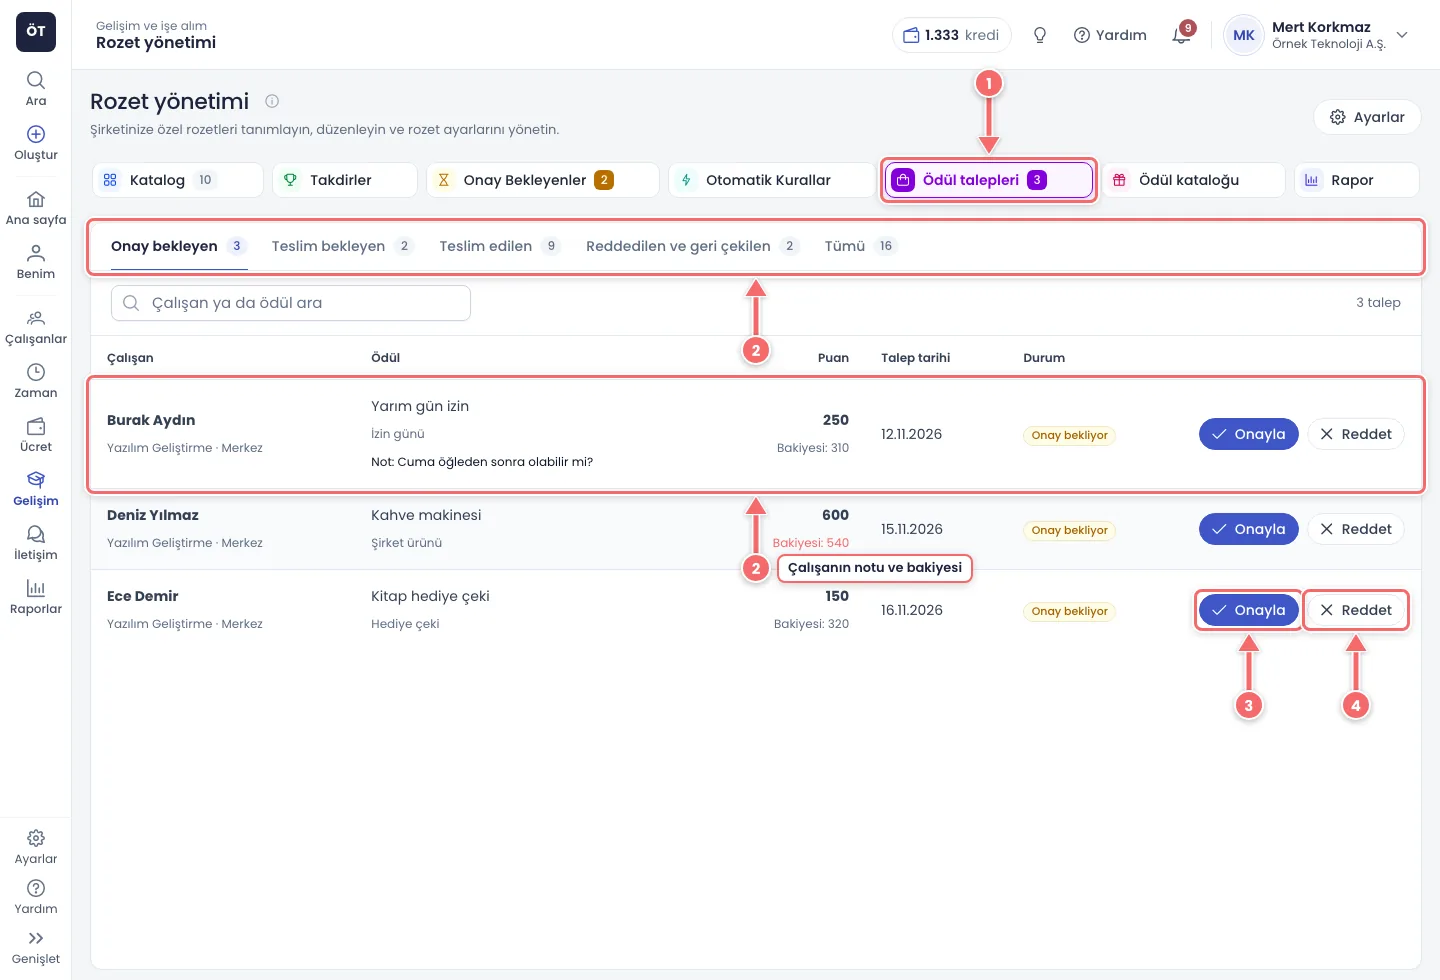 ÖT
Ara
Oluştur
Ana sayfa
Benim
Çalışanlar
Zaman
Ücret
Gelişim
İletişim
Raporlar
Ayarlar
Yardım
Genişlet
Gelişim ve işe alım
Rozet yönetimi
1.333 kredi
Yardım
9
MK
Mert Korkmaz
Örnek Teknoloji A.Ş.
Rozet yönetimi
Şirketinize özel rozetleri tanımlayın, düzenleyin ve rozet ayarlarını yönetin.
1
Ayarlar
Katalog 10
Takdirler
Onay Bekleyenler 2
Otomatik Kurallar
Ödül talepleri 3
Ödül kataloğu
Rapor
Onay bekleyen 3
Teslim bekleyen 2
Teslim edilen 9
Reddedilen ve geri çekilen 2
Tümü 16
Çalışan ya da ödül ara
3 talep
2
Çalışan Ödül Puan Talep tarihi Durum
Burak Aydın
Yazılım Geliştirme · Merkez
Yarım gün izin
İzin günü
Not: Cuma öğleden sonra olabilir mi?
250
Bakiyesi: 310
12.11.2026
Onay bekliyor
Onayla
Reddet
Deniz Yılmaz
Yazılım Geliştirme · Merkez
Kahve makinesi
Şirket ürünü
600
Bakiyesi: 540
15.11.2026
Onay bekliyor
Onayla
Reddet
2
Çalışanın notu ve bakiyesi
Ece Demir
Yazılım Geliştirme · Merkez
Kitap hediye çeki
Hediye çeki
150
Bakiyesi: 320
16.11.2026
Onay bekliyor
Onayla
Reddet
3
4